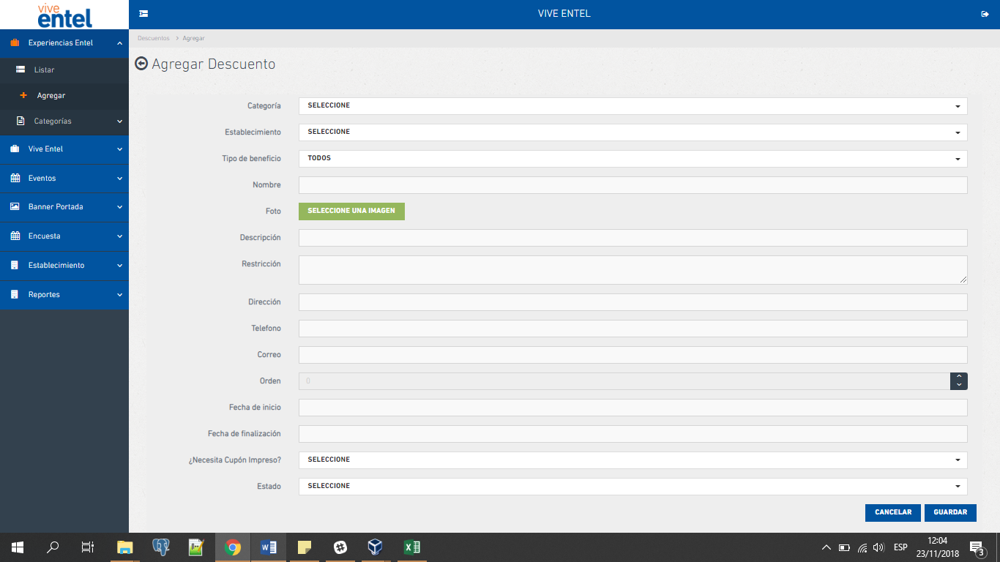 vive
entel
VIVE ENTEL
Experiencias Entel
Listar
Agregar
Categorías
Vive Entel
Eventos
Banner Portada
Encuesta
Establecimiento
Reportes
Descuentos > Agregar
Agregar Descuento
Categoría SELECCIONE
Establecimiento SELECCIONE
Tipo de beneficio TODOS
Nombre
Foto SELECCIONE UNA IMAGEN
Descripción
Restricción
Dirección
Telefono
Correo
Orden 0
Fecha de inicio
Fecha de finalización
¿Necesita Cupón Impreso? SELECCIONE
Estado SELECCIONE
CANCELAR GUARDAR
ESP
12:04
23/11/2018
3